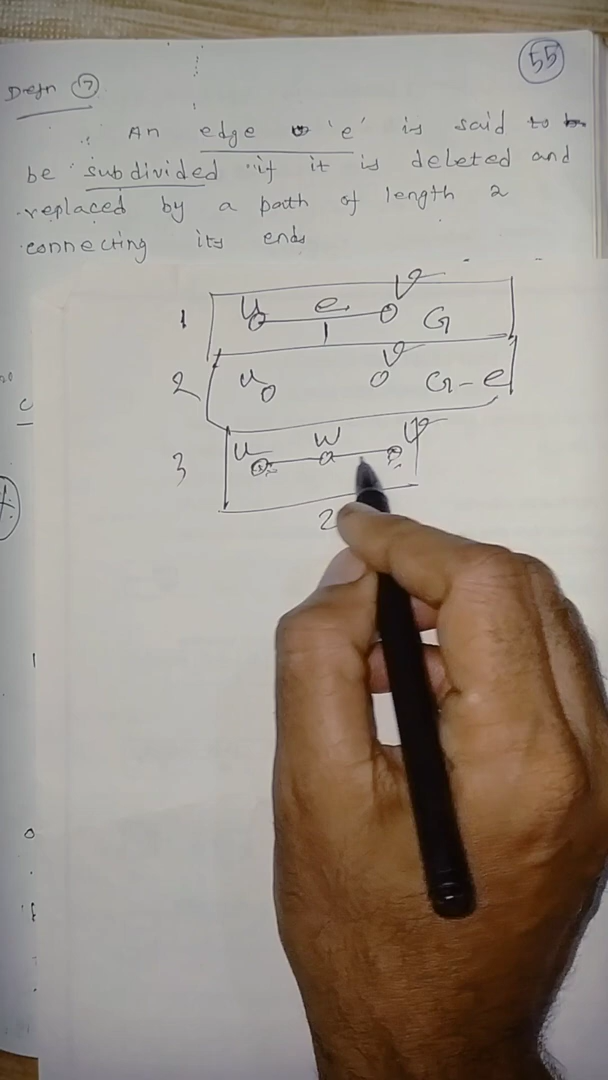 55
Defn 17
An edge 'e' is said to
be subdivided if it is deleted and
replaced by a path of length 2
connecting its ends
1 u e v G
1
2 u v G-e
3 u w v
2